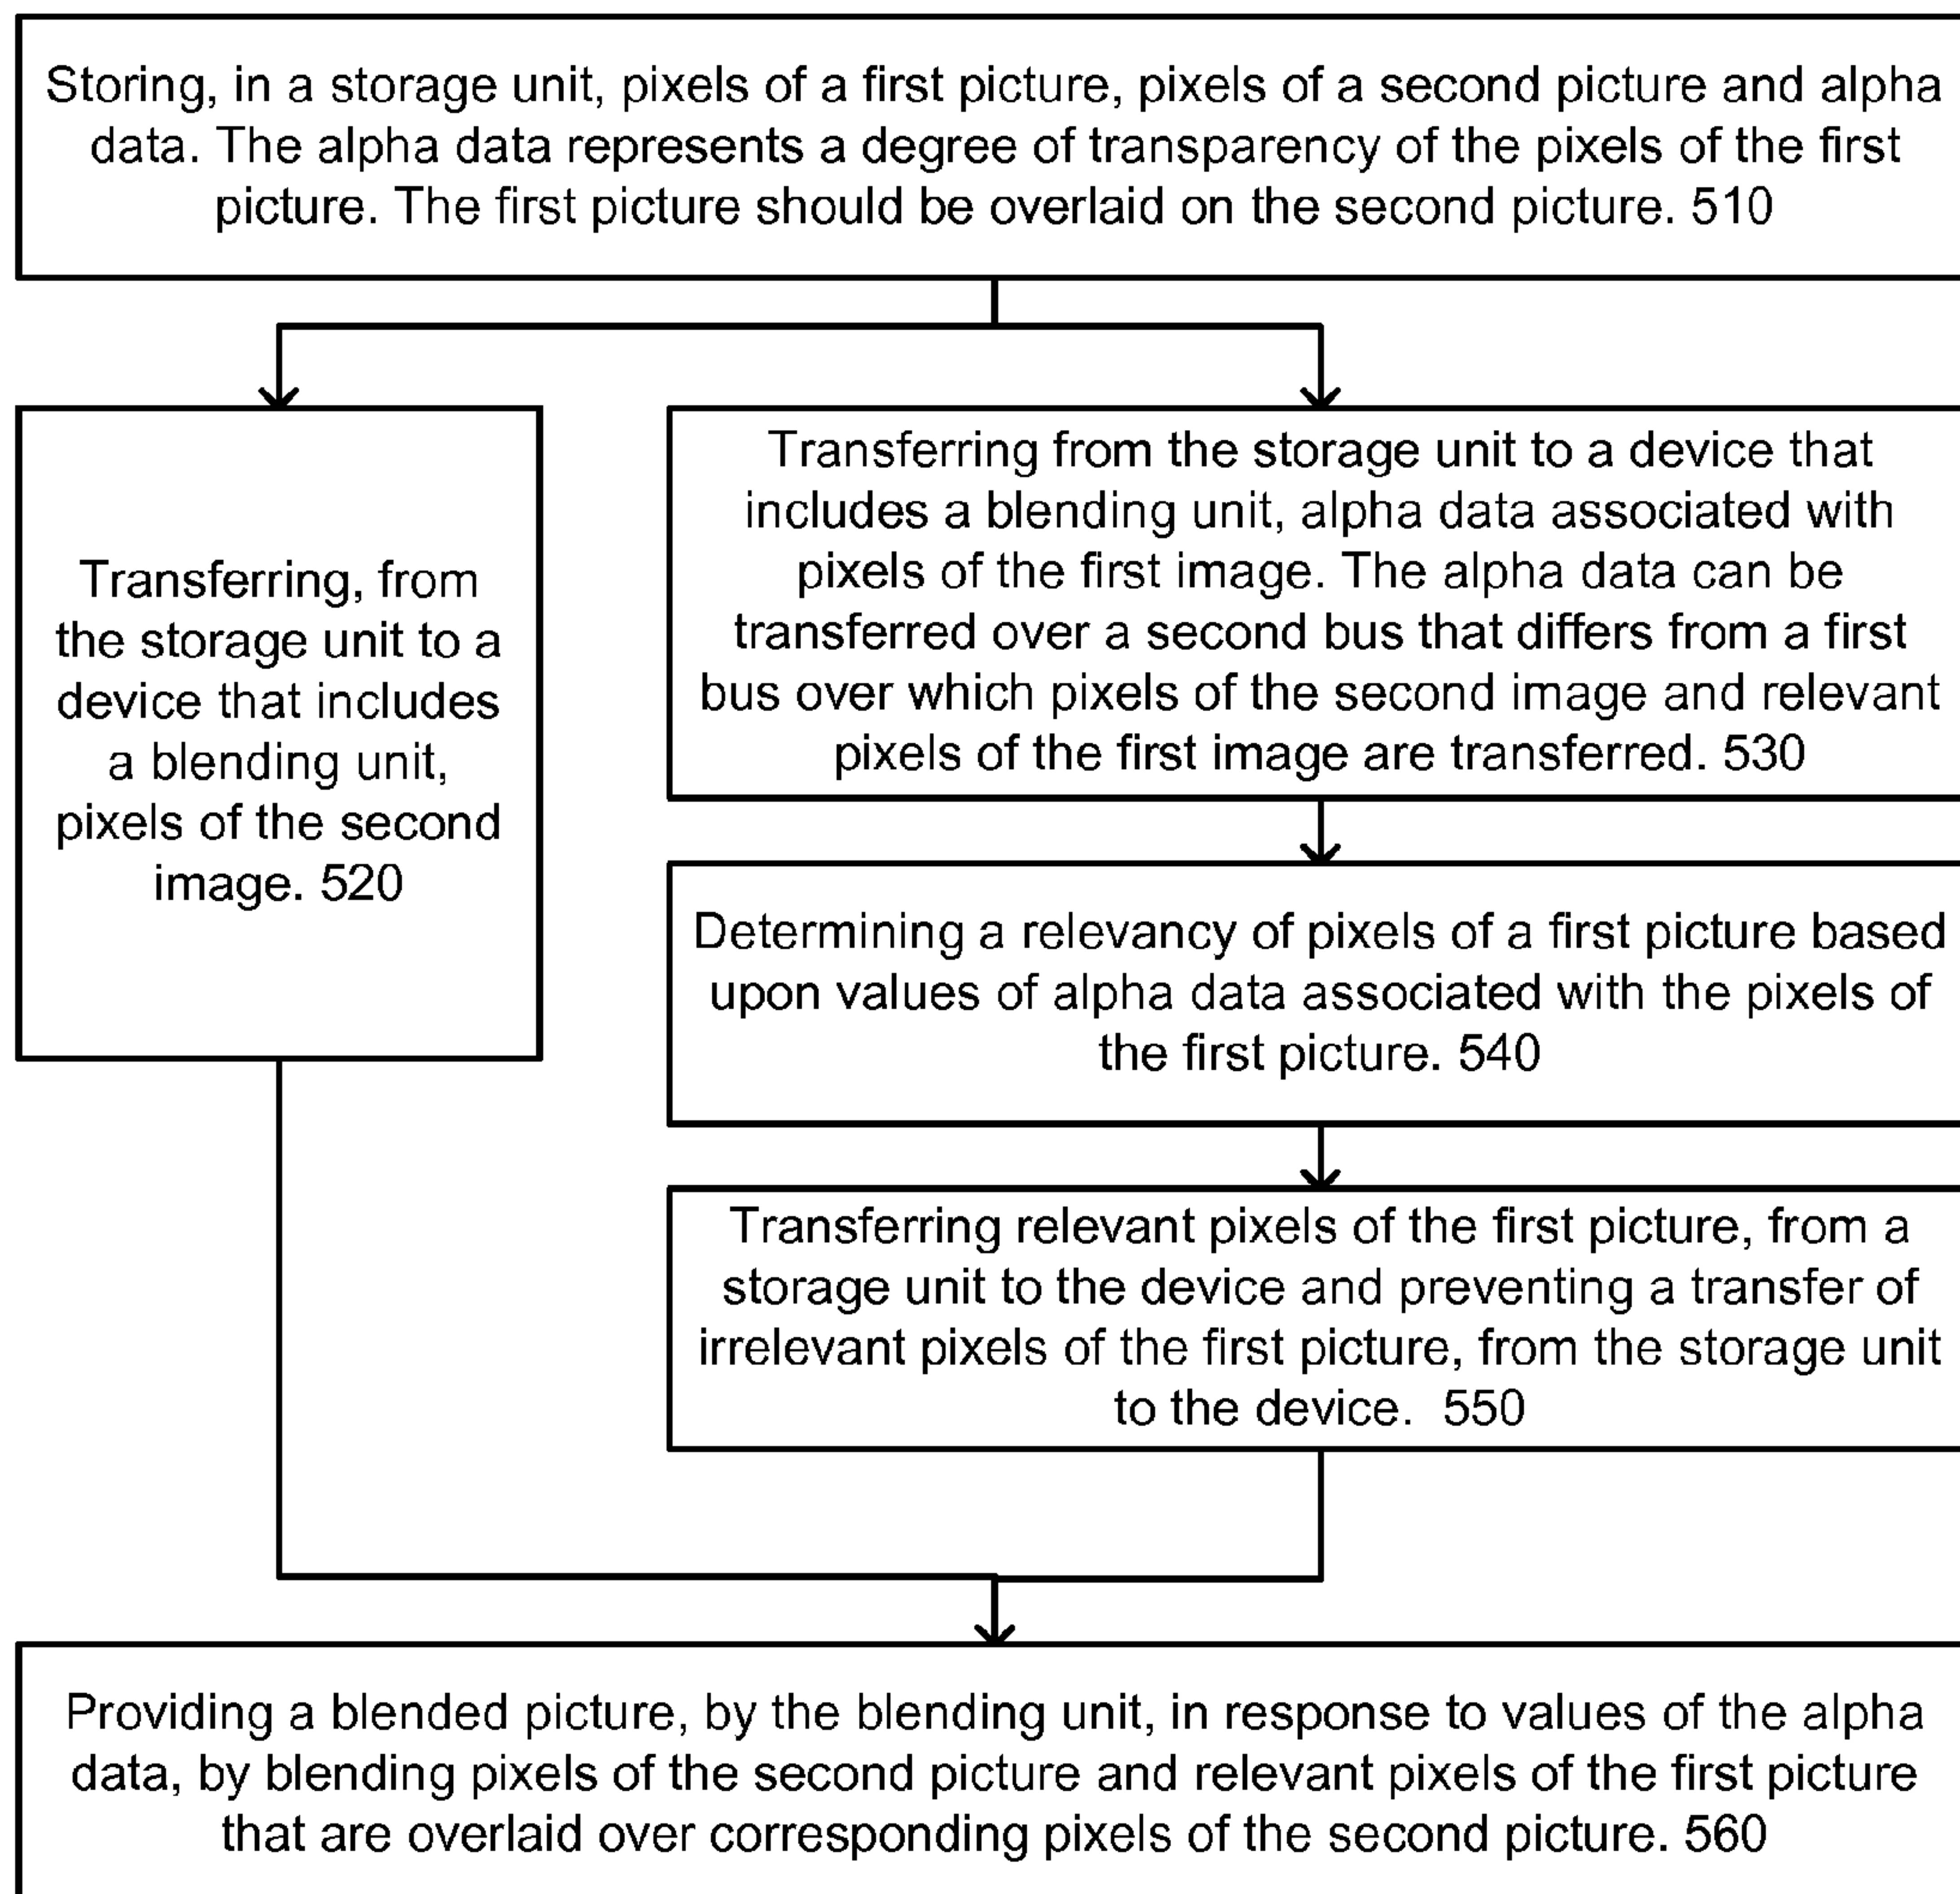 Storing, in a storage unit, pixels of a first picture, pixels of a second picture and alpha
data. The alpha data represents a degree of transparency of the pixels of the first
picture. The first picture should be overlaid on the second picture. 510
Transferring, from
the storage unit to a
device that includes
a blending unit,
pixels of the second
image. 520
Transferring from the storage unit to a device that
includes a blending unit, alpha data associated with
pixels of the first image. The alpha data can be
transferred over a second bus that differs from a first
bus over which pixels of the second image and relevant
pixels of the first image are transferred. 530
Determining a relevancy of pixels of a first picture based
upon values of alpha data associated with the pixels of
the first picture. 540
Transferring relevant pixels of the first picture, from a
storage unit to the device and preventing a transfer of
irrelevant pixels of the first picture, from the storage unit
to the device.  550
Providing a blended picture, by the blending unit, in response to values of the alpha
data, by blending pixels of the second picture and relevant pixels of the first picture
that are overlaid over corresponding pixels of the second picture. 560